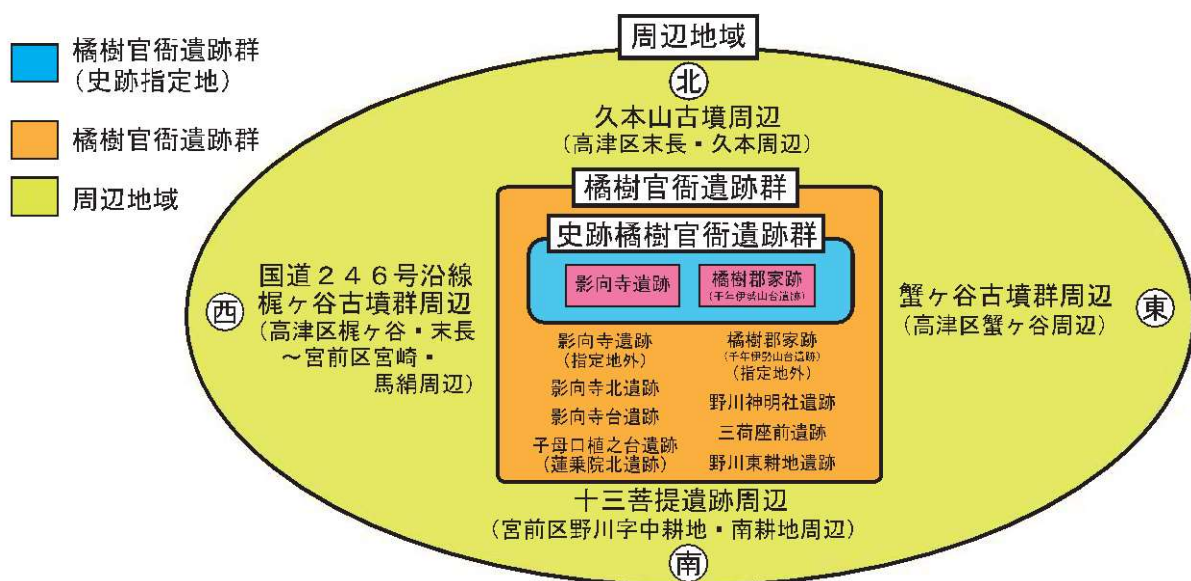 橘樹官衙遺跡群
(史跡指定地)
橘樹官衙遺跡群
周辺地域
周辺地域
北
久本山古墳周辺
(高津区末長・久本周辺)
橘樹官衙遺跡群
史跡橘樹官衙遺跡群
影向寺遺跡
橘樹郡家跡
(千年伊勢山台遺跡)
影向寺遺跡
(指定地外)
影向寺北遺跡
影向寺台遺跡
子母口植之台遺跡
(蓮乗院北遺跡)
橘樹郡家跡
(千年伊勢山台遺跡)
(指定地外)
野川神明社遺跡
三荷座前遺跡
野川東耕地遺跡
西
国道246号沿線
梶ヶ谷古墳群周辺
(高津区梶ヶ谷・末長
~宮前区宮崎・
馬絹周辺)
蟹ヶ谷古墳群周辺
(高津区蟹ヶ谷周辺)
東
十三菩提遺跡周辺
(宮前区野川字中耕地・南耕地周辺)
南